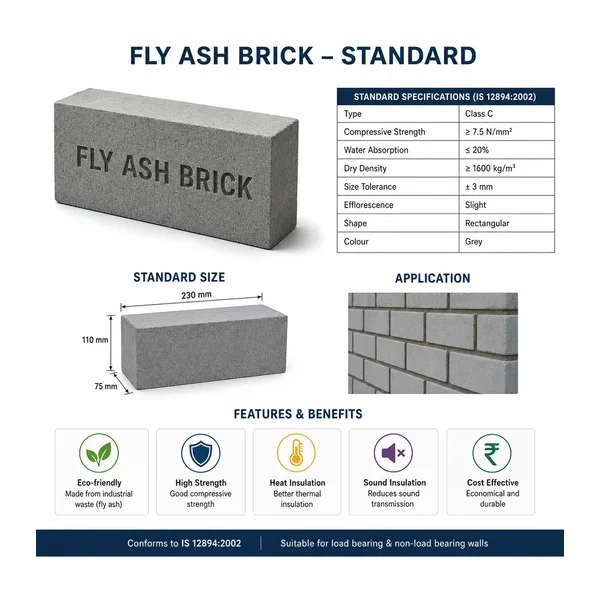 FLY ASH BRICK – STANDARD
FLY ASH BRICK
STANDARD SPECIFICATIONS (IS 12894:2002)
Type Class C
Compressive Strength ≥ 7.5 N/mm²
Water Absorption ≤ 20%
Dry Density ≥ 1600 kg/m³
Size Tolerance ± 3 mm
Efflorescence Slight
Shape Rectangular
Colour Grey
STANDARD SIZE
230 mm
110 mm
75 mm
APPLICATION
FEATURES & BENEFITS
Eco-friendly
Made from industrial
waste (fly ash)
High Strength
Good compressive
strength
Heat Insulation
Better thermal
insulation
Sound Insulation
Reduces sound
transmission
₹
Cost Effective
Economical and
durable
Conforms to IS 12894:2002 | Suitable for load bearing & non-load bearing walls